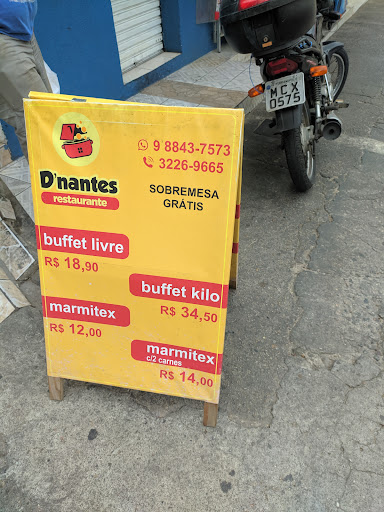 D'nantes
restaurante
9 8843-7573
3226-9665
SOBREMESA
GRÁTIS
buffet livre
R$ 18,90
buffet kilo
R$ 34,50
marmitex
R$ 12,00
marmitex
c/2 carnes
R$ 14,00
MCX
0575